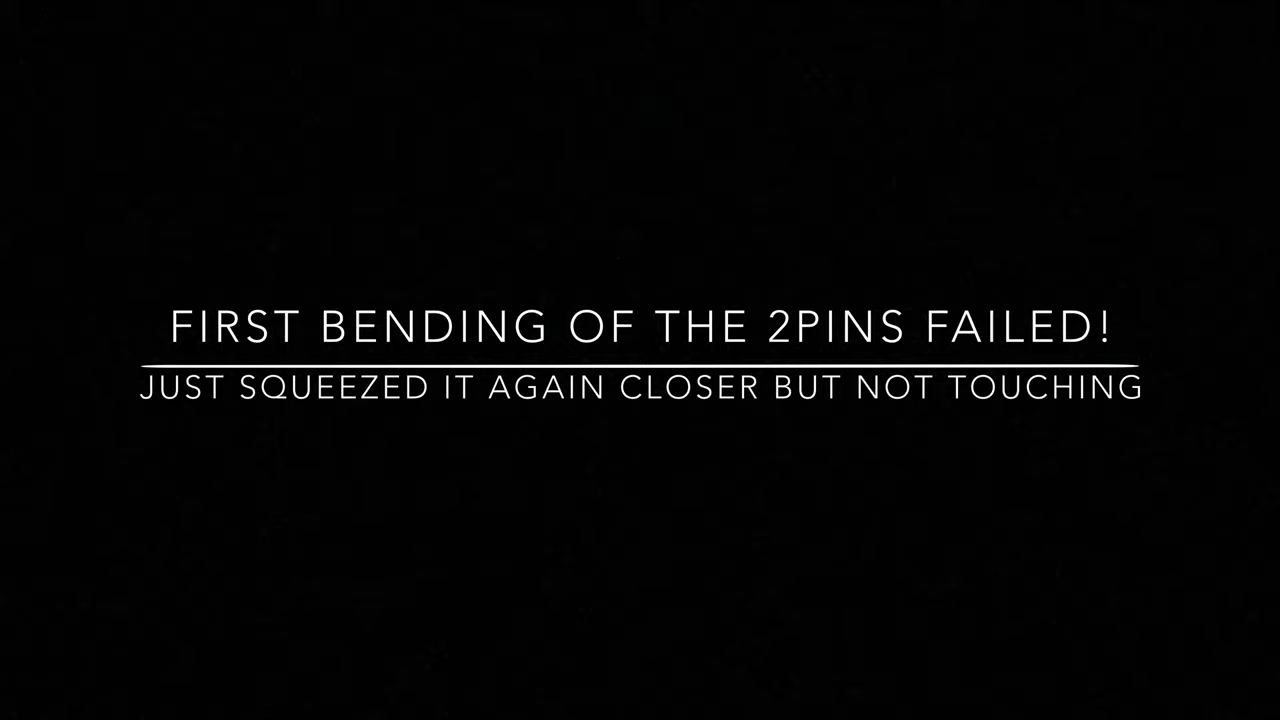 FIRST BENDING OF THE 2PINS FAILED!
JUST SQUEEZED IT AGAIN CLOSER BUT NOT TOUCHING